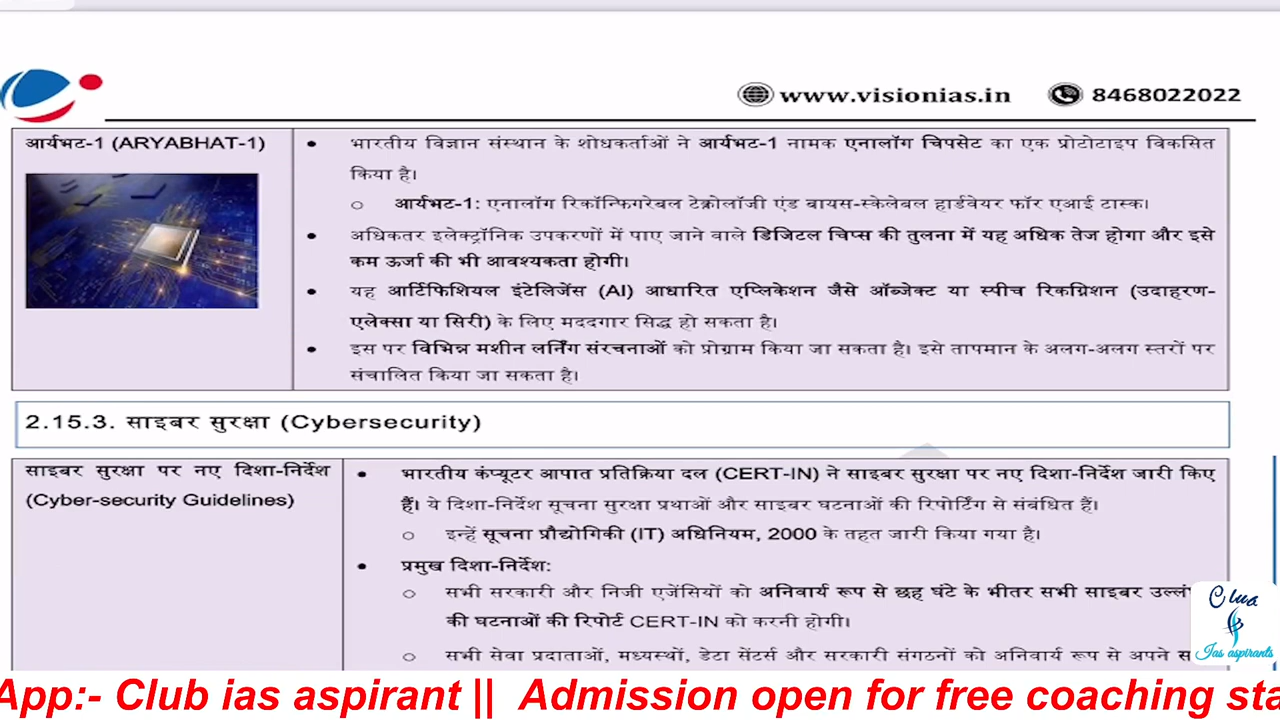 www.visionias.in 8468022022
आर्यभट-1 (ARYABHAT-1)
• भारतीय विज्ञान संस्थान के शोधकर्ताओं ने आर्यभट-1 नामक एनालॉग चिपसेट का एक प्रोटोटाइप विकसित
किया है।
○ आर्यभट-1: एनालॉग रिकॉन्फिगरेबल टेक्नोलॉजी एंड बायस-स्केलेबल हार्डवेयर फॉर एआई टास्क।
• अधिकतर इलेक्ट्रॉनिक उपकरणों में पाए जाने वाले डिजिटल चिप्स की तुलना में यह अधिक तेज होगा और इसे
कम ऊर्जा की भी आवश्यकता होगी।
• यह आर्टिफिशियल इंटेलिजेंस (AI) आधारित एप्लिकेशन जैसे ऑब्जेक्ट या स्पीच रिकग्निशन (उदाहरण-
एलेक्सा या सिरी) के लिए मददगार सिद्ध हो सकता है।
• इस पर विभिन्न मशीन लर्निंग संरचनाओं को प्रोग्राम किया जा सकता है। इसे तापमान के अलग-अलग स्तरों पर
संचालित किया जा सकता है।
2.15.3. साइबर सुरक्षा (Cybersecurity)
साइबर सुरक्षा पर नए दिशा-निर्देश
(Cyber-security Guidelines)
• भारतीय कंप्यूटर आपात प्रतिक्रिया दल (CERT-IN) ने साइबर सुरक्षा पर नए दिशा-निर्देश जारी किए
हैं। ये दिशा-निर्देश सूचना सुरक्षा प्रथाओं और साइबर घटनाओं की रिपोर्टिंग से संबंधित हैं।
○ इन्हें सूचना प्रौद्योगिकी (IT) अधिनियम, 2000 के तहत जारी किया गया है।
• प्रमुख दिशा-निर्देश:
○ सभी सरकारी और निजी एजेंसियों को अनिवार्य रूप से छह घंटे के भीतर सभी साइबर
की घटनाओं की रिपोर्ट CERT-IN को करनी होगी।
○ सभी सेवा प्रदाताओं, मध्यस्थों, डेटा सेंटर्स और सरकारी संगठनों को अनिवार्य रूप से अपने
Club
Ias aspirants
App:- Club ias aspirant || Admission open for free coaching sta